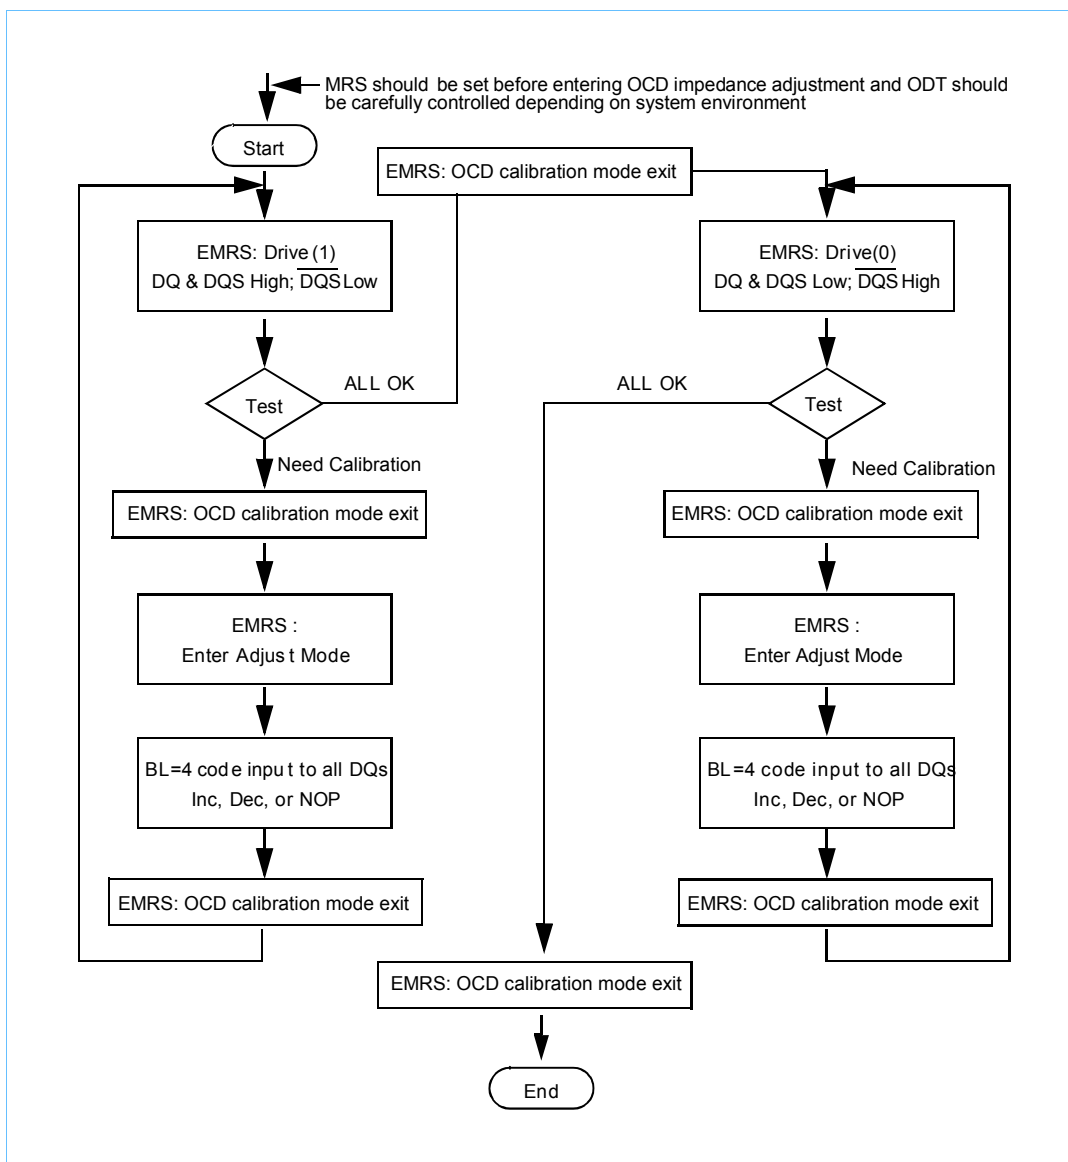 MRS should be set before entering OCD impedance adjustment and ODT should
be carefully controlled depending on system environment
Start
EMRS: OCD calibration mode exit
EMRS: Drive (1)
DQ & DQS High; D̅Q̅S̅ Low
EMRS: Drive(0)
DQ & DQS Low; D̅Q̅S̅ High
Test
ALL OK
ALL OK
Test
Need Calibration
Need Calibration
EMRS: OCD calibration mode exit
EMRS: OCD calibration mode exit
EMRS :
Enter Adjust Mode
EMRS :
Enter Adjust Mode
BL=4 code input to all DQs
Inc, Dec, or NOP
BL=4 code input to all DQs
Inc, Dec, or NOP
EMRS: OCD calibration mode exit
EMRS: OCD calibration mode exit
EMRS: OCD calibration mode exit
End